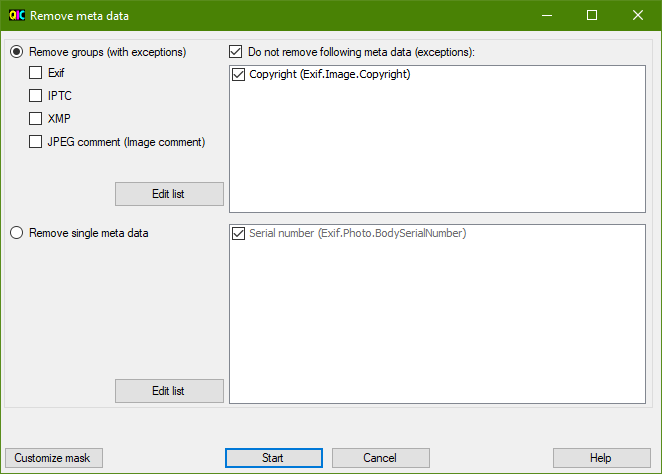 QIC Remove meta data
Remove groups (with exceptions)
Do not remove following meta data (exceptions):
Exif
Copyright (Exif.Image.Copyright)
IPTC
XMP
JPEG comment (Image comment)
Edit list
Remove single meta data
Serial number (Exif.Photo.BodySerialNumber)
Edit list
Customize mask
Start
Cancel
Help